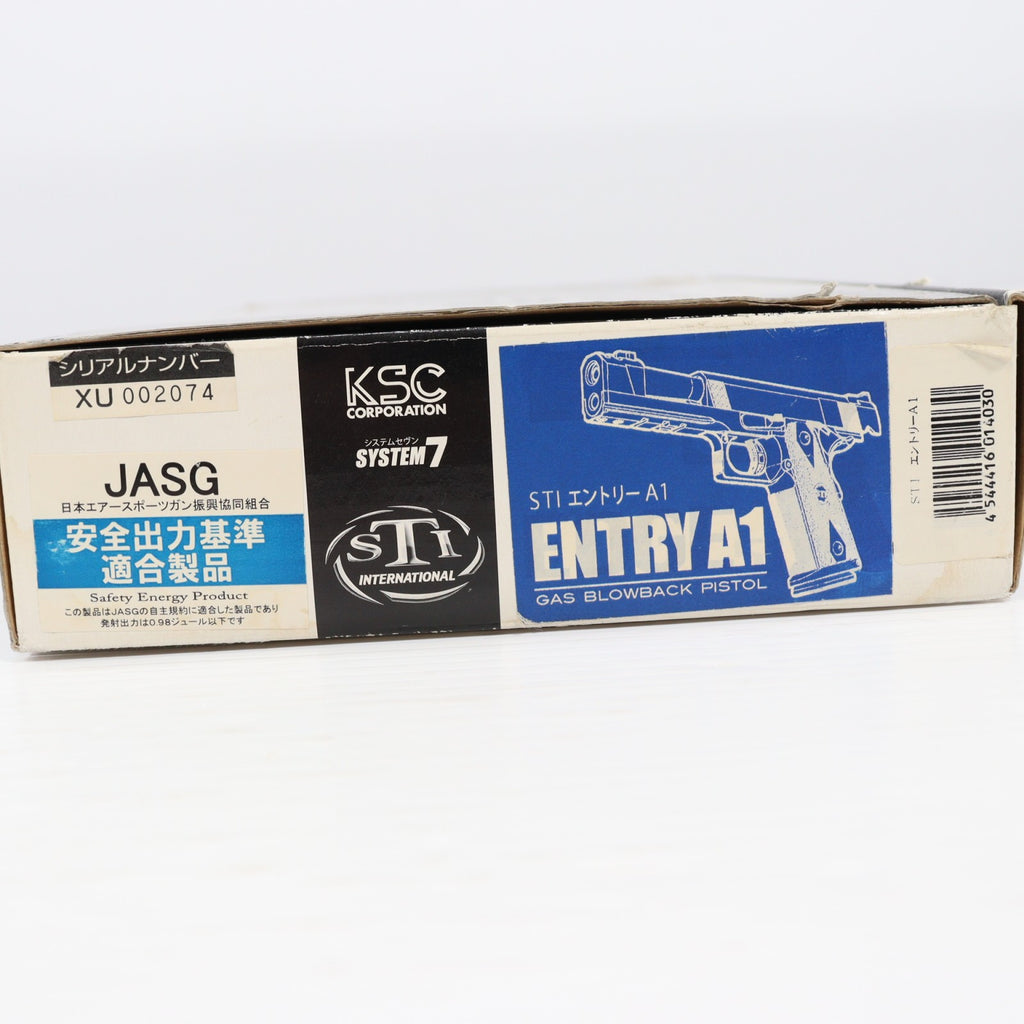 シリアルナンバー
XU 002074
JASG
日本エアースポーツガン振興協同組合
安全出力基準
適合製品
Safety Energy Product
この製品はJASGの自主規約に適合した製品であり
発射出力は0.98ジュール以下です
KSC
CORPORATION
システムセヴン
SYSTEM 7
STI
INTERNATIONAL
STI エントリー A1
ENTRY A1
GAS BLOWBACK PISTOL
STI エントリーA1
4 544416 014030